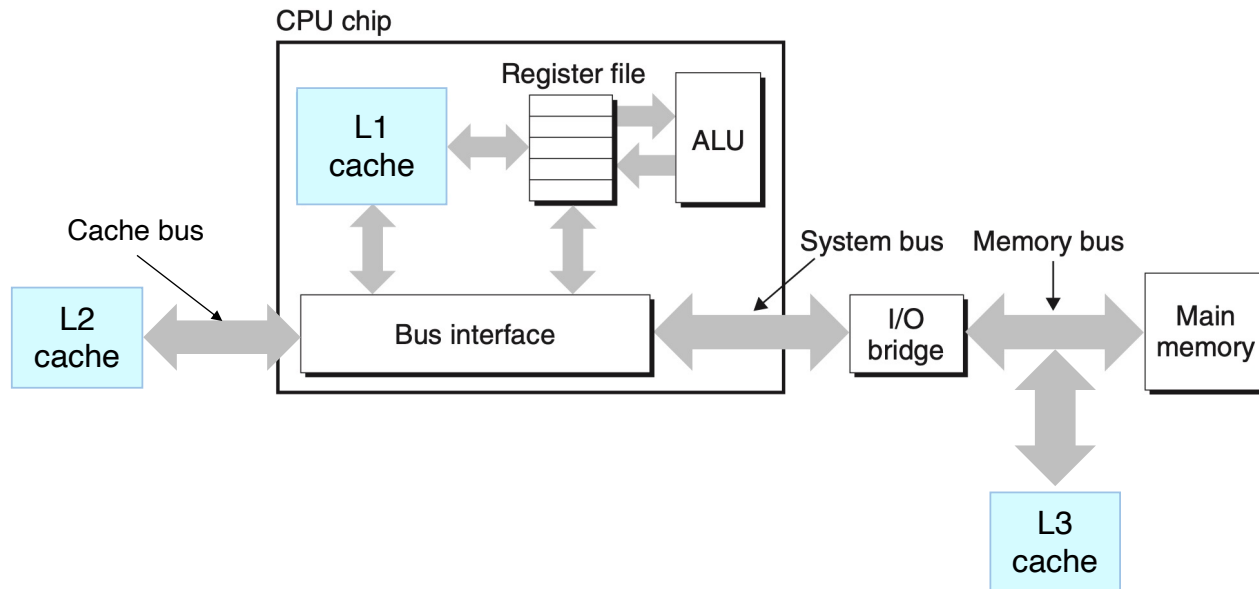 CPU chip
Register file
L1
cache
ALU
Cache bus
System bus
Memory bus
L2
cache
Bus interface
I/O
bridge
Main
memory
L3
cache